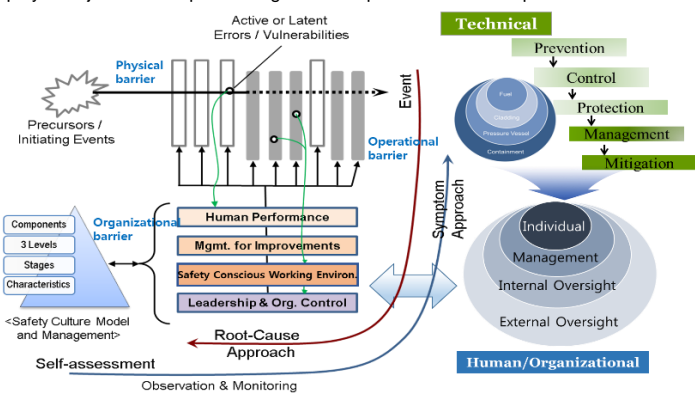 Active or Latent
Errors / Vulnerabilities
Physical
barrier
Precursors /
Initiating Events
Event
Operational
barrier
Organizational
barrier
Components
3 Levels
Stages
Characteristics
<Safety Culture Model
and Management>
Human Performance
Mgmt. for Improvements
Safety Conscious Working Environ.
Leadership & Org. Control
Symptom
Approach
Root-Cause
Approach
Self-assessment
Observation & Monitoring
Technical
Prevention
Control
Protection
Management
Mitigation
Fuel
Cladding
Pressure Vessel
Containment
Individual
Management
Internal Oversight
External Oversight
Human/Organizational